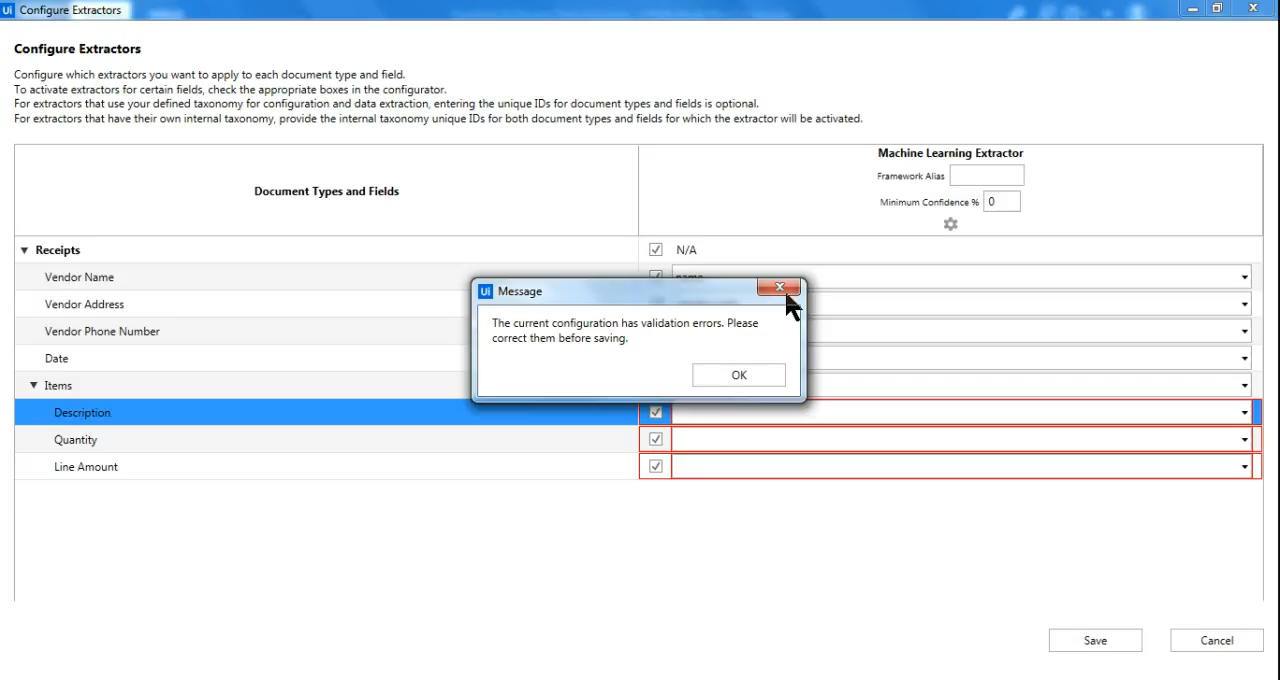 Ui Configure Extractors
Configure Extractors
Configure which extractors you want to apply to each document type and field.
To activate extractors for certain fields, check the appropriate boxes in the configurator.
For extractors that use your defined taxonomy for configuration and data extraction, entering the unique IDs for document types and fields is optional.
For extractors that have their own internal taxonomy, provide the internal taxonomy unique IDs for both document types and fields for which the extractor will be activated.
Document Types and Fields
Machine Learning Extractor
Framework Alias
Minimum Confidence % 0
Receipts
N/A
Vendor Name
name
Vendor Address
Vendor Phone Number
Date
Items
Description
Quantity
Line Amount
Ui Message
The current configuration has validation errors. Please
correct them before saving.
OK
Save
Cancel